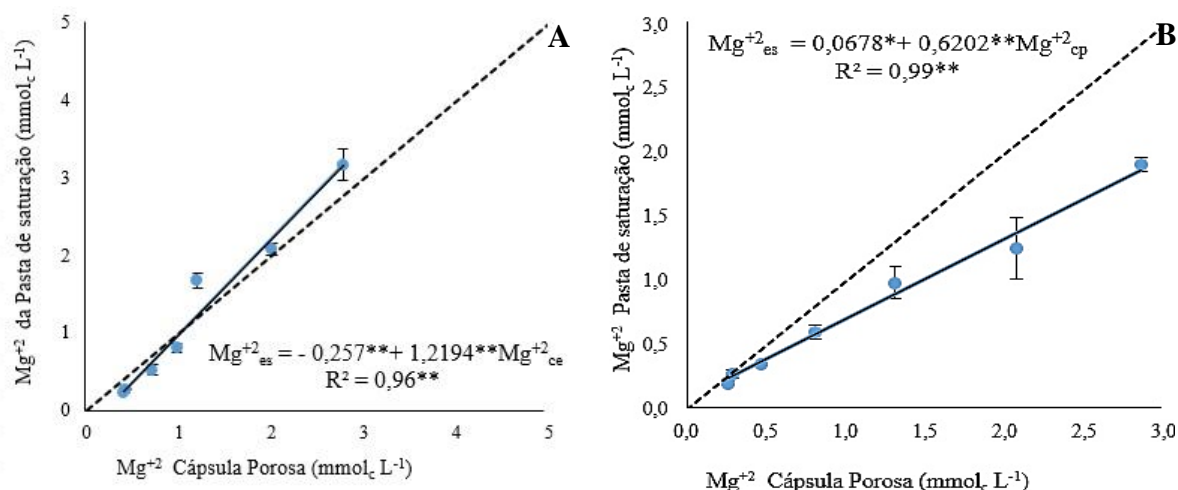 A
Mg⁺²es = - 0,257**+ 1,2194**Mg⁺²ce
R² = 0,96**
Mg⁺² da Pasta de saturação (mmolc L⁻¹)
5
4
3
2
1
0
0 1 2 3 4 5
Mg⁺² Cápsula Porosa (mmolc L⁻¹)
B
Mg⁺²es = 0,0678*+ 0,6202**Mg⁺²cp
R² = 0,99**
Mg⁺² Pasta de saturação (mmolc L⁻¹)
3,0
2,5
2,0
1,5
1,0
0,5
0,0
0,0 0,5 1,0 1,5 2,0 2,5 3,0
Mg⁺² Cápsula Porosa (mmolc L⁻¹)